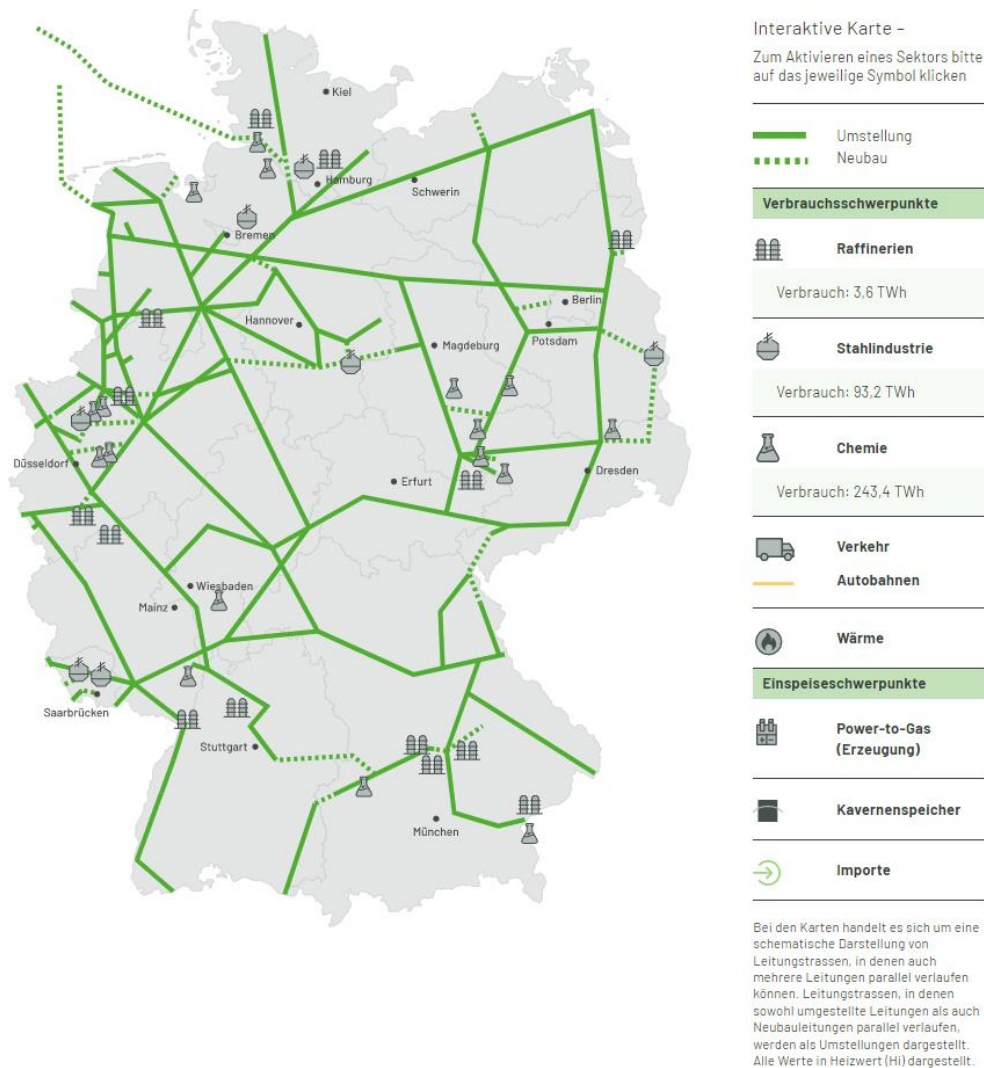 Kiel
Hamburg
Schwerin
Bremen
Berlin
Hannover
Potsdam
Magdeburg
Düsseldorf
Dresden
Erfurt
Wiesbaden
Mainz
Saarbrücken
Stuttgart
München
Interaktive Karte –
Zum Aktivieren eines Sektors bitte
auf das jeweilige Symbol klicken
Umstellung
Neubau
Verbrauchsschwerpunkte
Raffinerien
Verbrauch: 3,6 TWh
Stahlindustrie
Verbrauch: 93,2 TWh
Chemie
Verbrauch: 243,4 TWh
Verkehr
Autobahnen
Wärme
Einspeiseschwerpunkte
Power-to-Gas
(Erzeugung)
Kavernenspeicher
Importe
Bei den Karten handelt es sich um eine
schematische Darstellung von
Leitungstrassen, in denen auch
mehrere Leitungen parallel verlaufen
können. Leitungstrassen, in denen
sowohl umgestellte Leitungen als auch
Neubauleitungen parallel verlaufen,
werden als Umstellungen dargestellt.
Alle Werte in Heizwert (Hi) dargestellt.